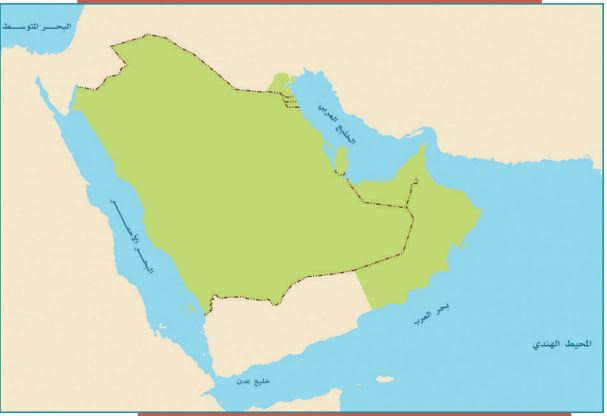 البحر المتوسط
الخليج العربي
البحر الأحمر
بحر العرب
المحيط الهندي
خليج عدن